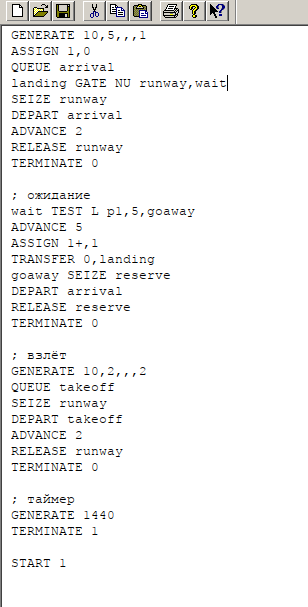 GENERATE 10,5,,,1
ASSIGN 1,0
QUEUE arrival
landing GATE NU runway,wait
SEIZE runway
DEPART arrival
ADVANCE 2
RELEASE runway
TERMINATE 0
; ожидание
wait TEST L p1,5,goaway
ADVANCE 5
ASSIGN 1+,1
TRANSFER 0,landing
goaway SEIZE reserve
DEPART arrival
RELEASE reserve
TERMINATE 0
; взлёт
GENERATE 10,2,,,2
QUEUE takeoff
SEIZE runway
DEPART takeoff
ADVANCE 2
RELEASE runway
TERMINATE 0
; таймер
GENERATE 1440
TERMINATE 1
START 1